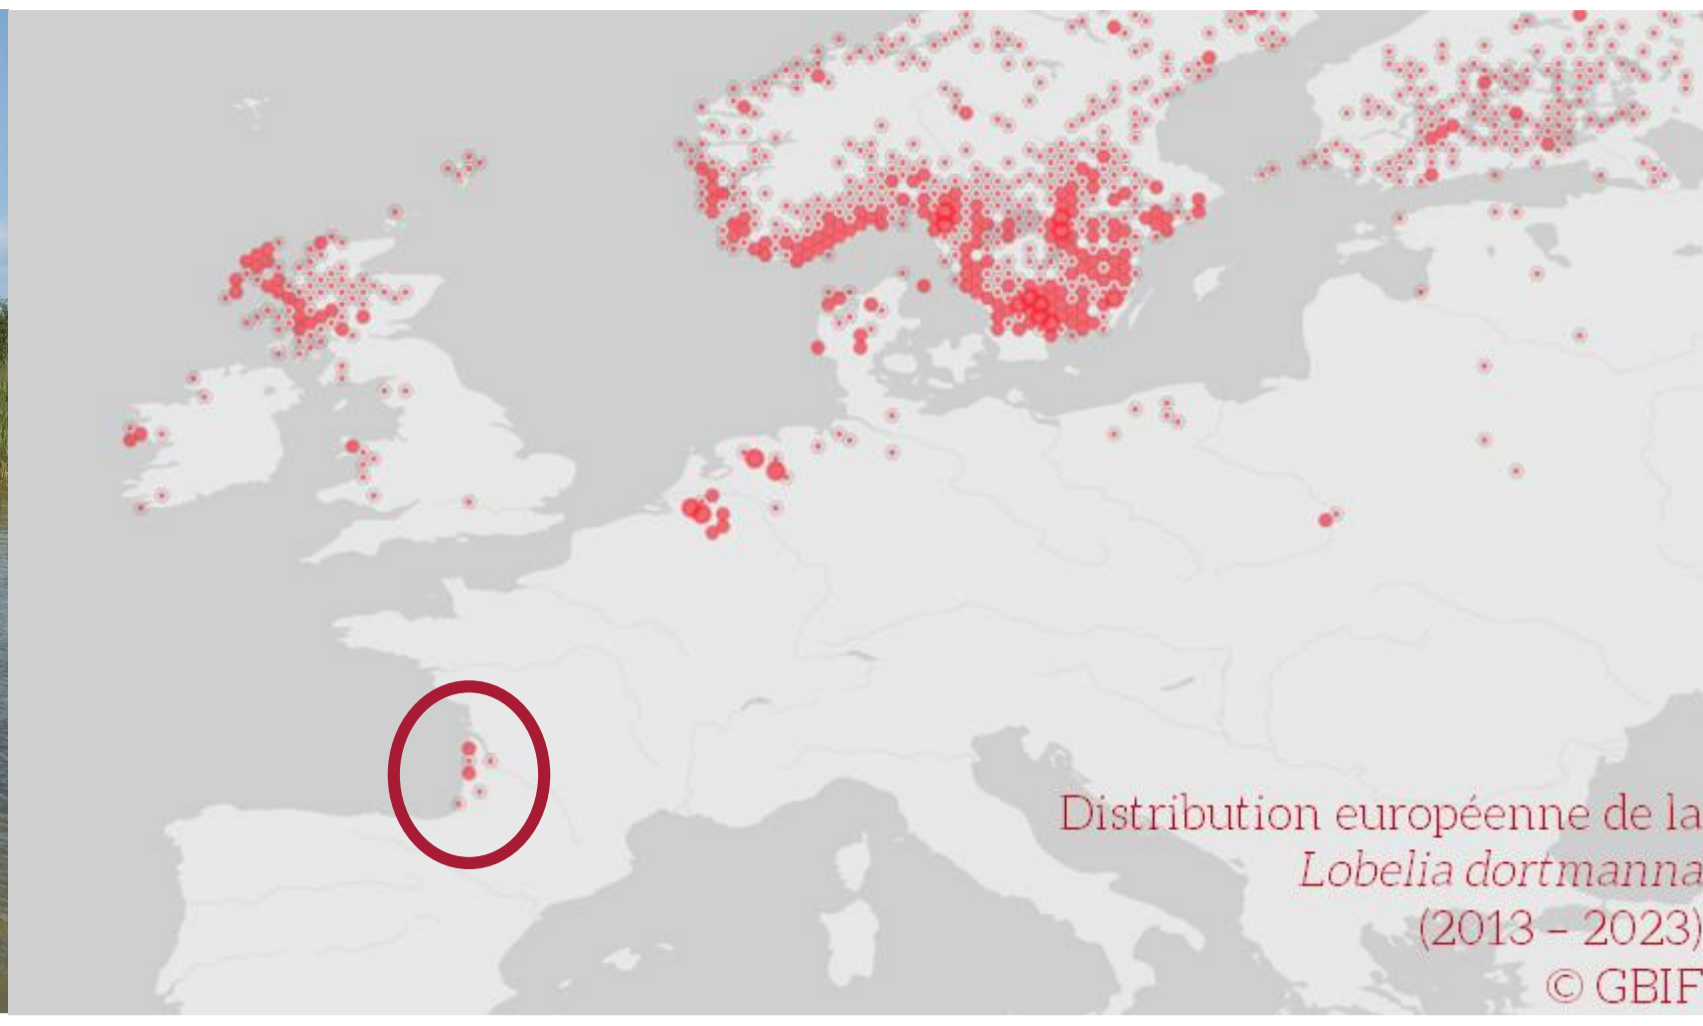 Distribution européenne de la
Lobelia dortmanna
(2013 – 2023)
© GBIF